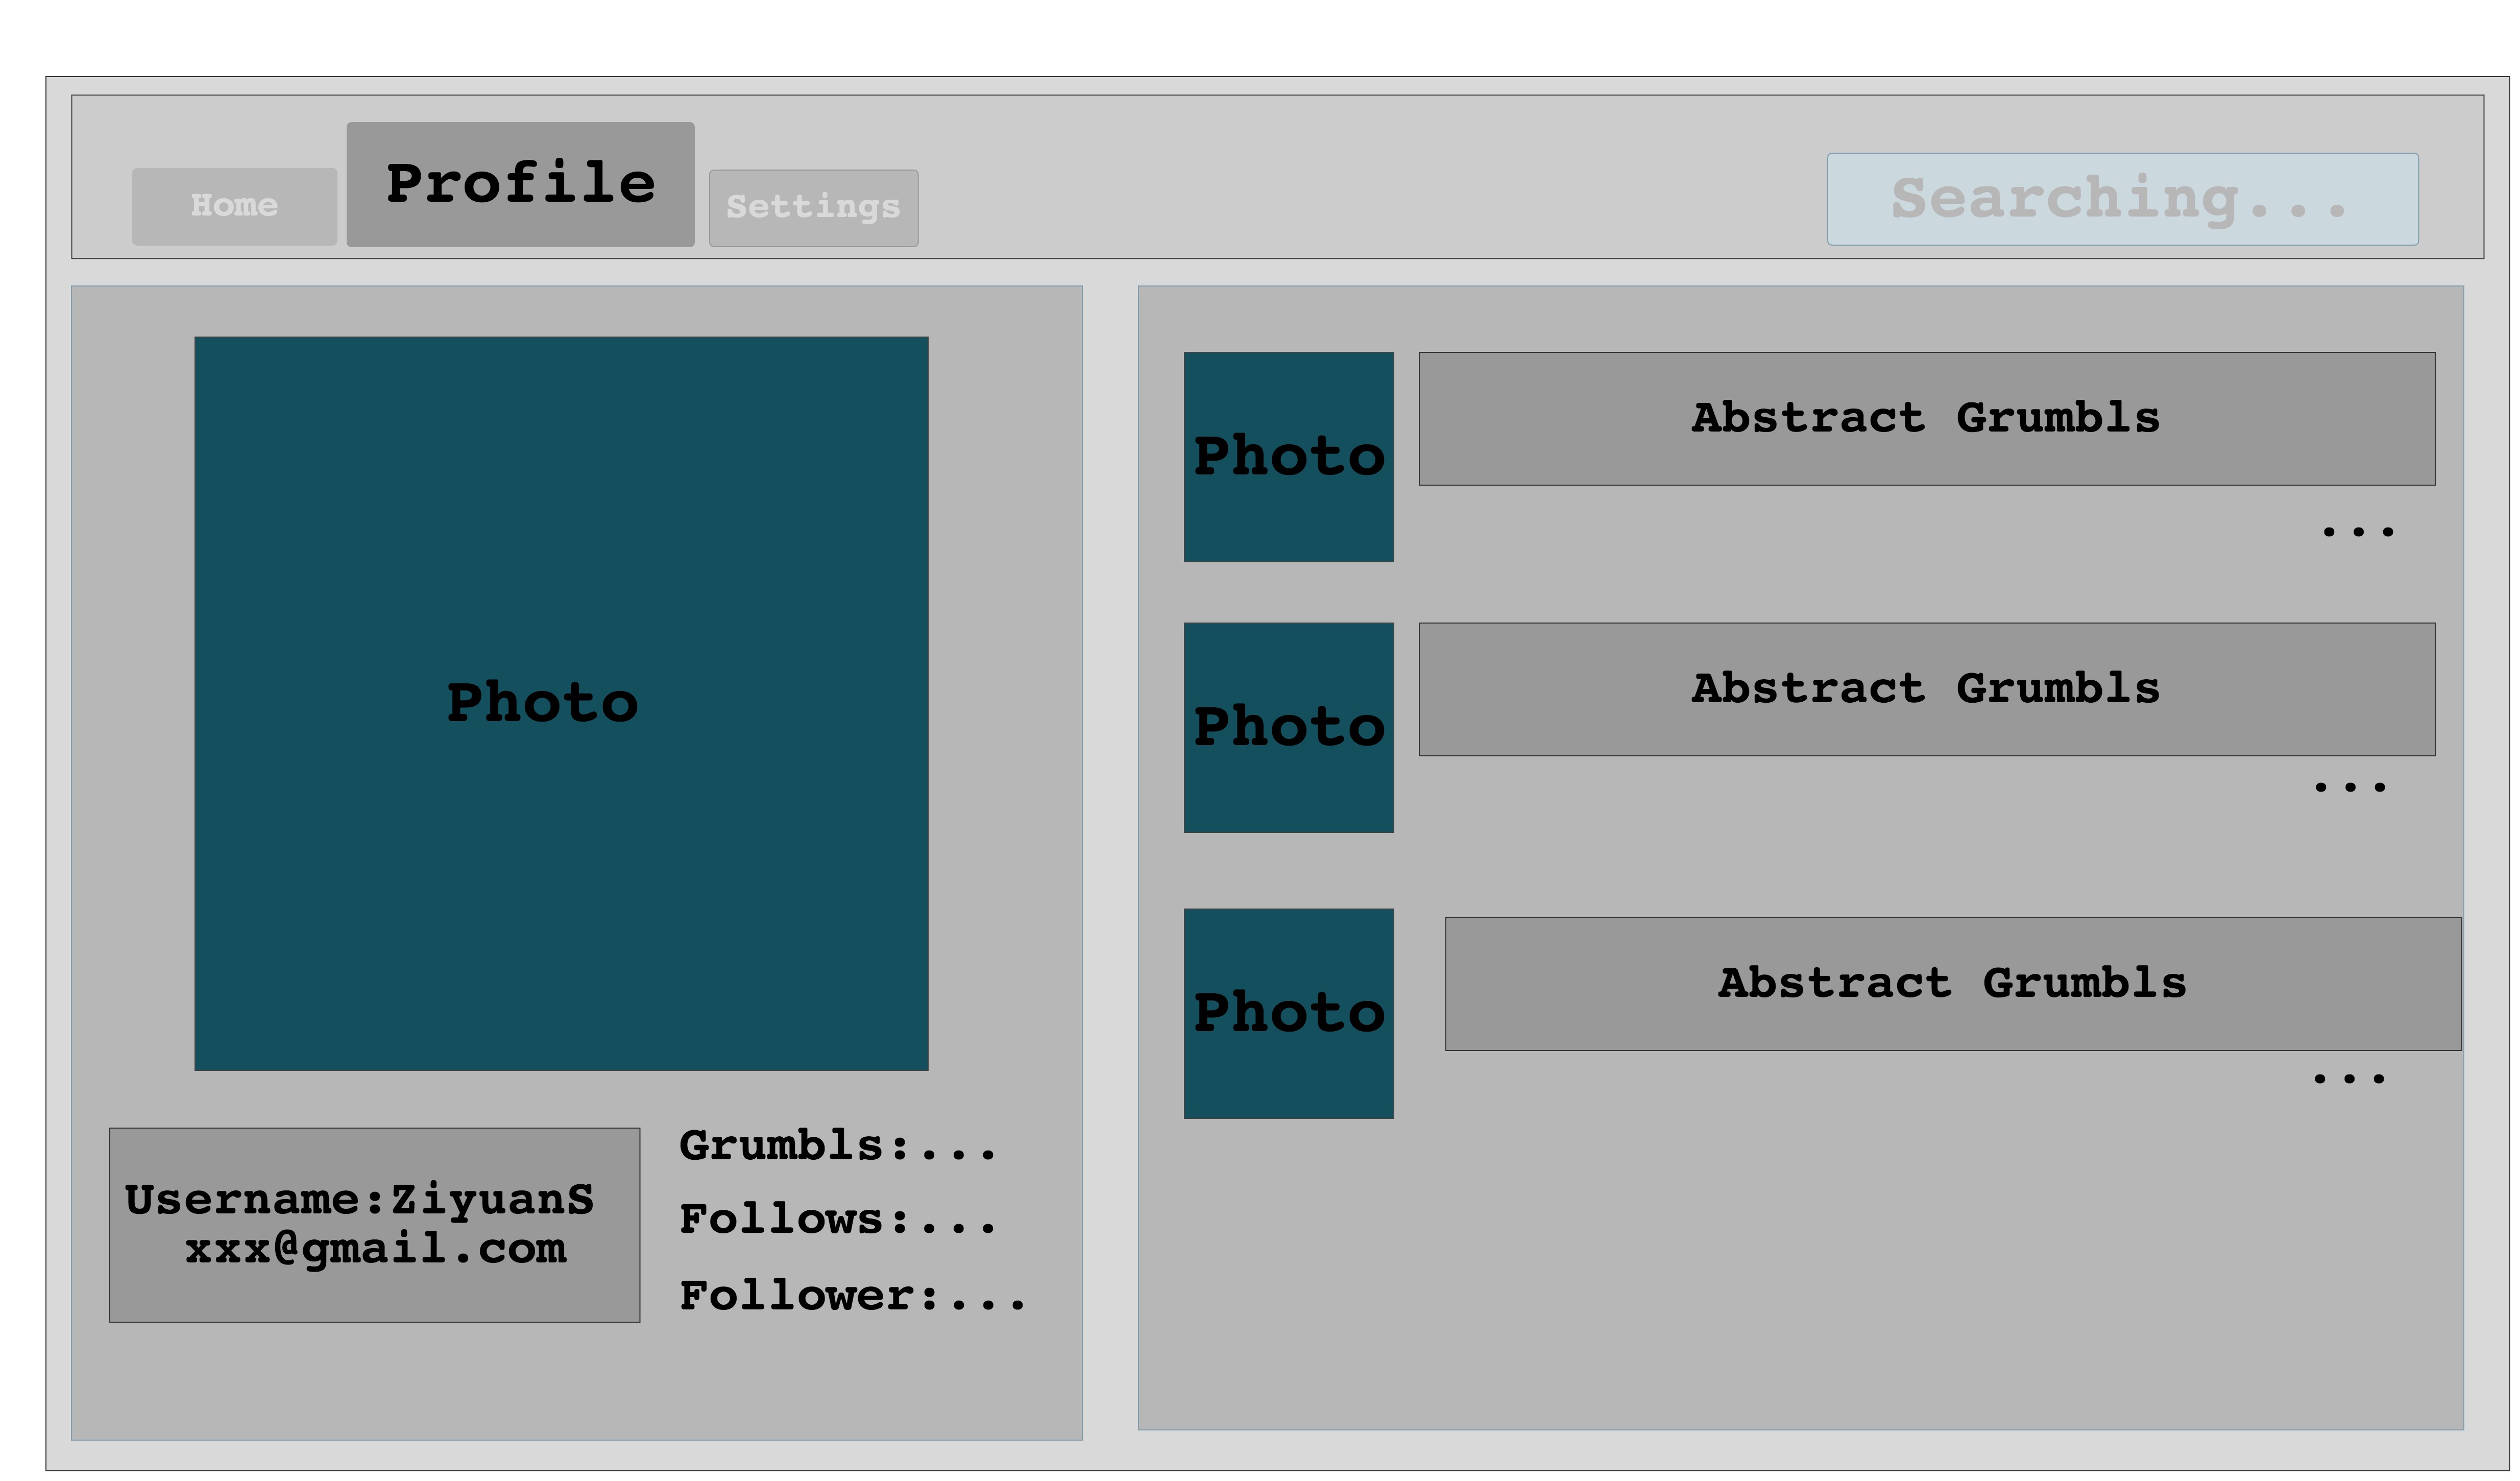 Home
Profile
Settings
Searching...
Photo
Username:ZiyuanS
xxx@gmail.com
Grumbls:...
Follows:...
Follower:...
Photo
Abstract Grumbls
...
Photo
Abstract Grumbls
...
Photo
Abstract Grumbls
...